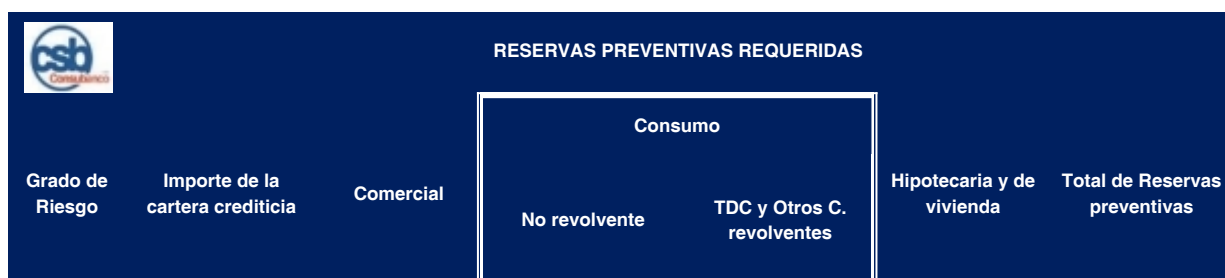 csb
Consubanco
RESERVAS PREVENTIVAS REQUERIDAS
Consumo
Grado de
Riesgo
Importe de la
cartera crediticia
Comercial
No revolvente
TDC y Otros C.
revolventes
Hipotecaria y de
vivienda
Total de Reservas
preventivas